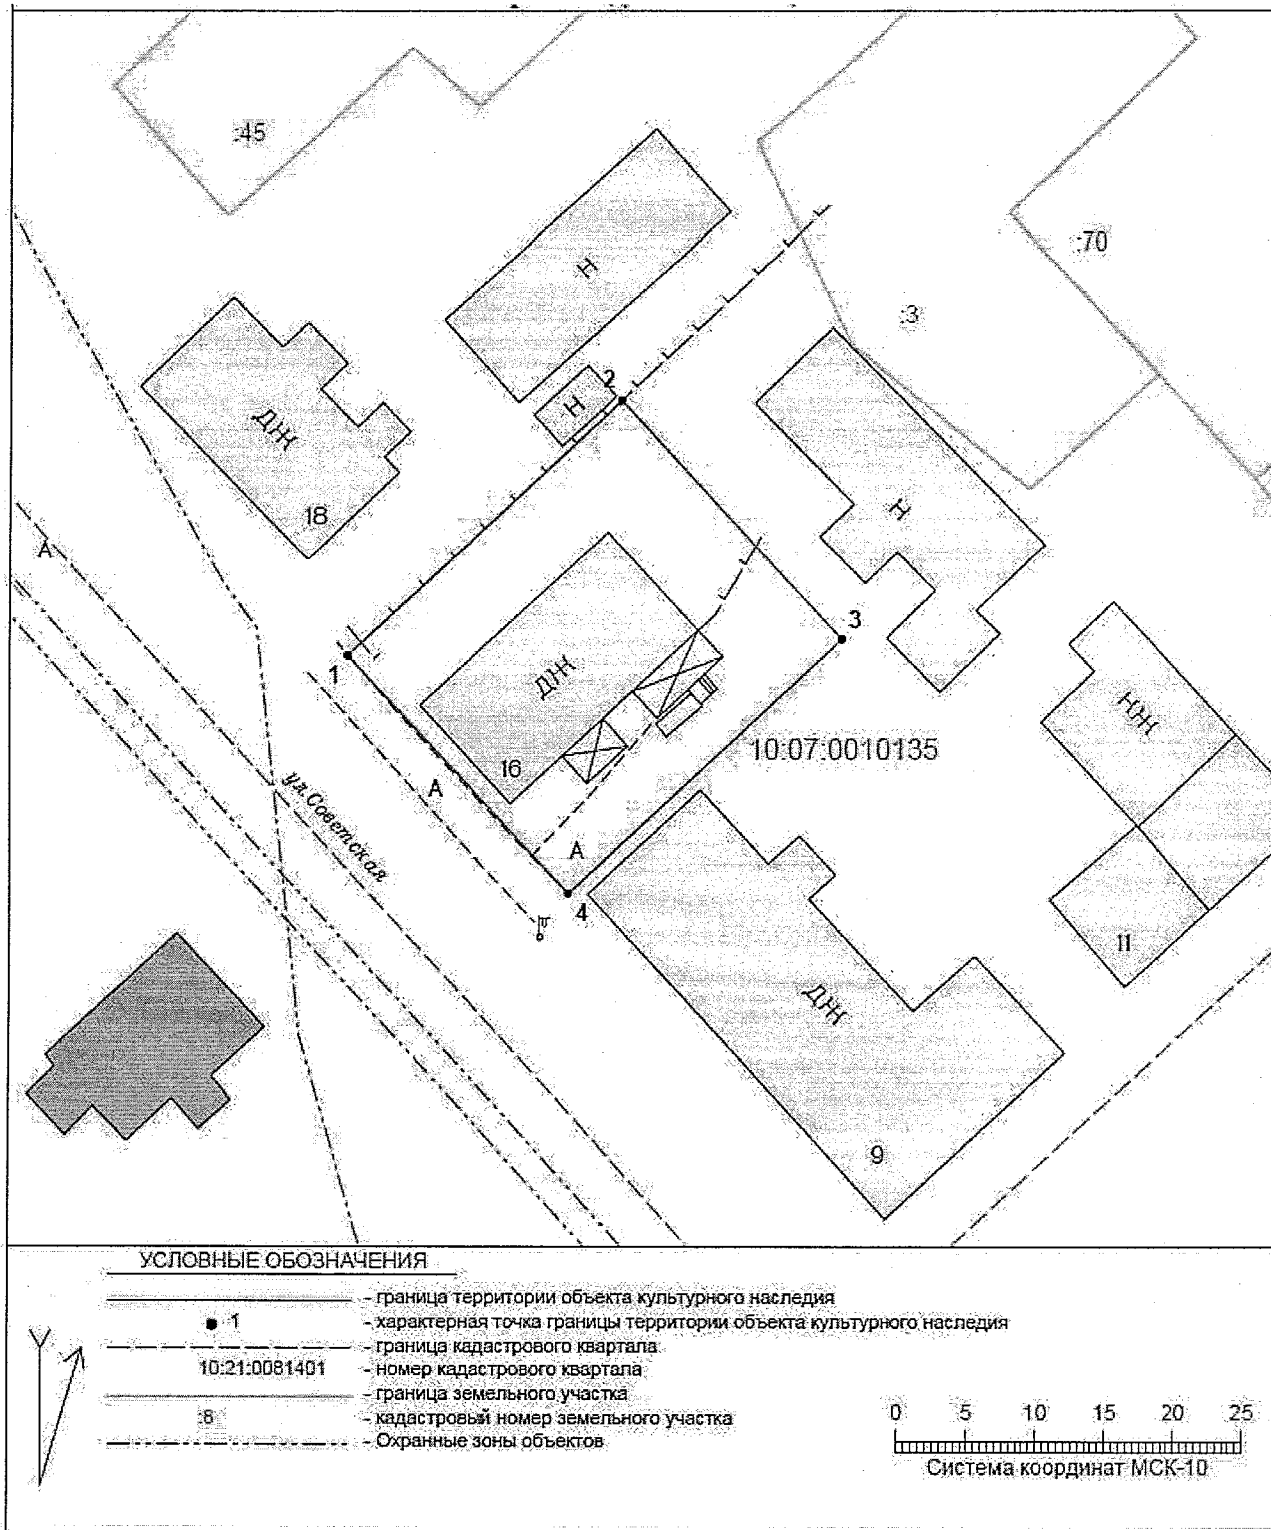 :45
:70
:3
Н
2
Н
ДЖ
18
Н
А
3
1
ДЖ
НЖ
10:07:0010135
16
А
ул.Советская
А
4
11
ДЖ
9
УСЛОВНЫЕ ОБОЗНАЧЕНИЯ
- граница территории объекта культурного наследия
1 - характерная точка границы территории объекта культурного наследия
- граница кадастрового квартала
10:21:0081401 - номер кадастрового квартала
- граница земельного участка
:8 - кадастровый номер земельного участка
- Охранные зоны объектов
0 5 10 15 20 25
Система координат МСК-10